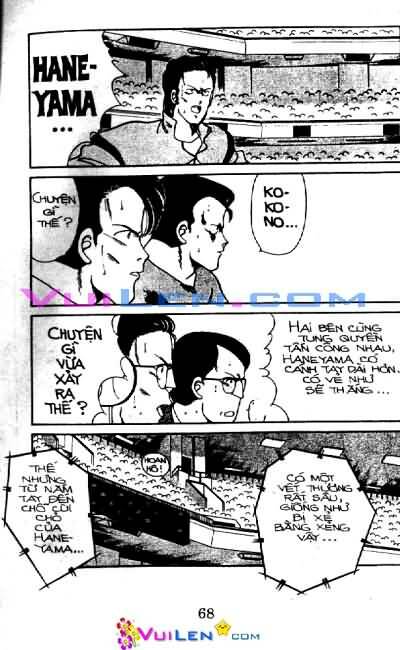 HANE-
YAMA
...
KO-
KO-
NO...
CHUYỆN
GÌ
THẾ ?
HAI BÊN CÙNG
TUNG QUYỀN
TẤN CÔNG NHAU,
HANEYAMA CÓ
CÁNH TAY DÀI HƠN.
CÓ VẺ NHƯ
SẼ THẮNG...
CHUYỆN
GÌ
VỪA
XẢY
RA
THẾ ?
CÓ MỘT
VẾT THƯƠNG
RẤT SÂU,
GIỐNG NHƯ
BỊ XẺ
BẰNG XẺNG
VẬY...
HOAN
HÔ!
THẾ
NHƯNG
TỪ NẮM
TAY ĐẾN
CHỖ CÙI
CHỎ
CỦA
HANE-
YAMA...
VUILEN.COM
68
VUILEN.COM